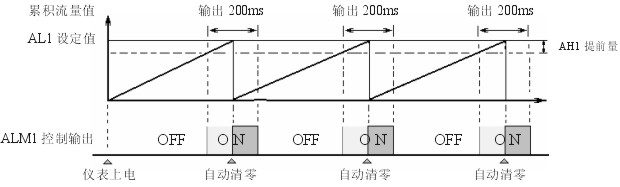 累积流量值
输出 200ms 输出 200ms 输出 200ms
AL1 设定值
AH1 提前量
ALM1 控制输出 OFF ON OFF ON OFF ON
仪表上电 自动清零 自动清零 自动清零